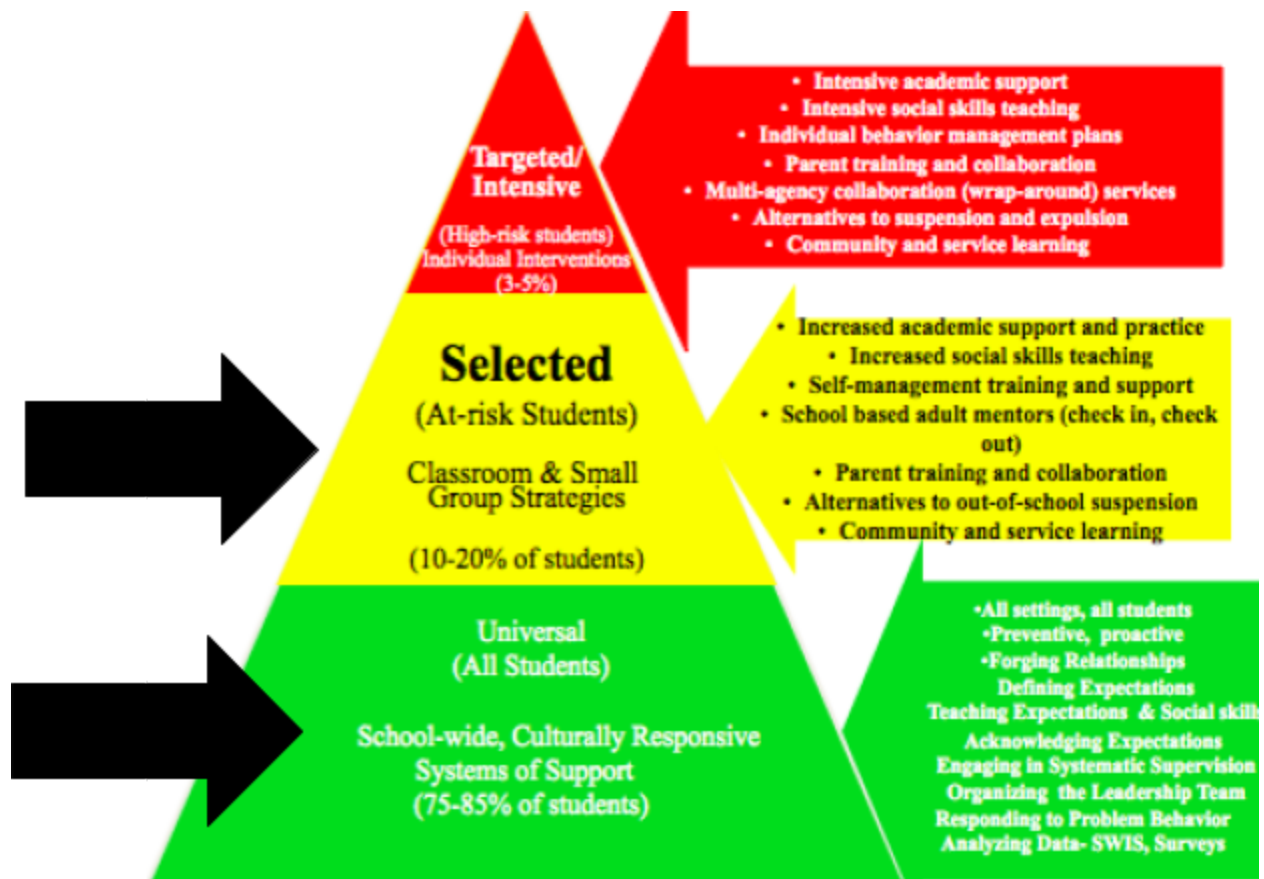 Targeted/
Intensive
(High-risk students)
Individual Interventions
(3-5%)
• Intensive academic support
• Intensive social skills teaching
• Individual behavior management plans
• Parent training and collaboration
• Multi-agency collaboration (wrap-around) services
• Alternatives to suspension and expulsion
• Community and service learning
Selected
(At-risk Students)
Classroom & Small
Group Strategies
(10-20% of students)
• Increased academic support and practice
• Increased social skills teaching
• Self-management training and support
• School based adult mentors (check in, check
out)
• Parent training and collaboration
• Alternatives to out-of-school suspension
• Community and service learning
Universal
(All Students)
School-wide, Culturally Responsive
Systems of Support
(75-85% of students)
•All settings, all students
•Preventive, proactive
•Forging Relationships
Defining Expectations
Teaching Expectations & Social skills
Acknowledging Expectations
Engaging in Systematic Supervision
Organizing the Leadership Team
Responding to Problem Behavior
Analyzing Data- SWIS, Surveys